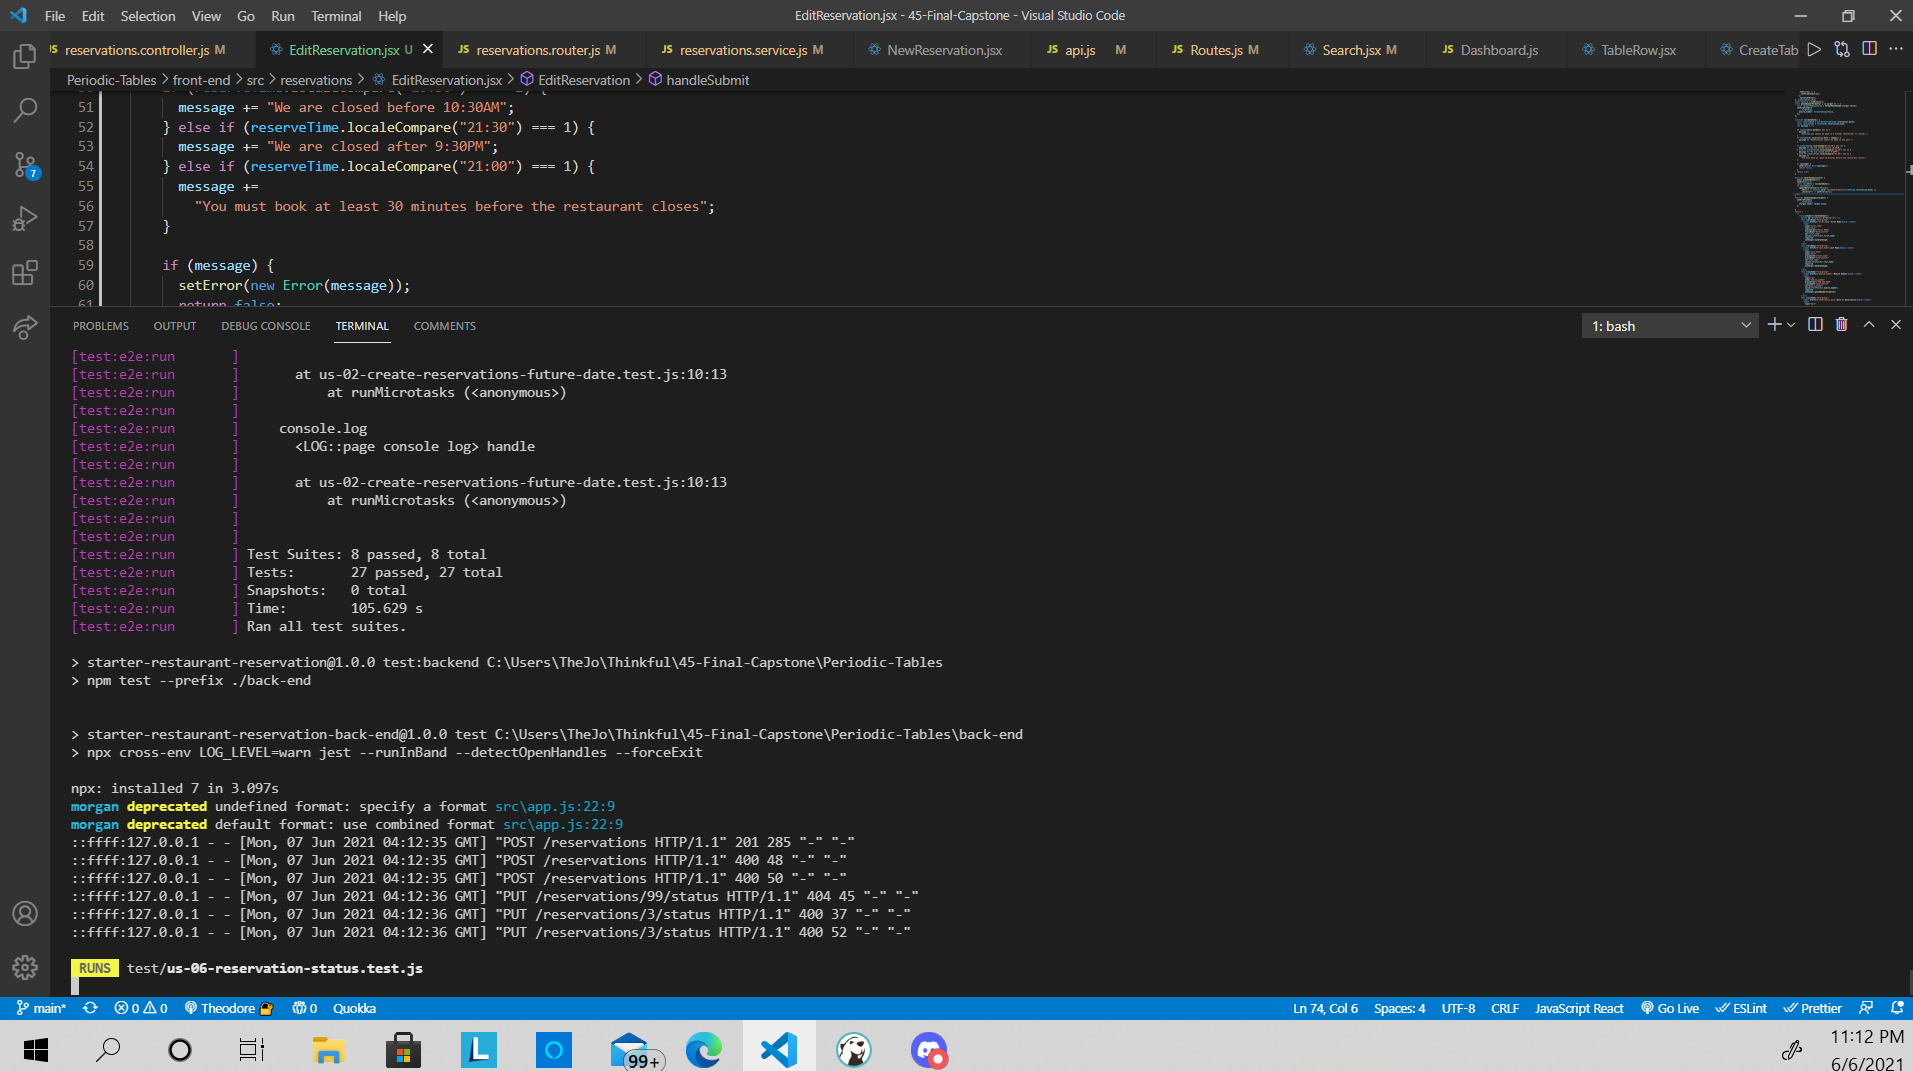 File Edit Selection View Go Run Terminal Help EditReservation.jsx - 45-Final-Capstone - Visual Studio Code
JS reservations.controller.js M EditReservation.jsx U JS reservations.router.js M JS reservations.service.js M NewReservation.jsx JS api.js M JS Routes.js M Search.jsx M JS Dashboard.js TableRow.jsx CreateTab
Periodic-Tables > front-end > src > reservations > EditReservation.jsx > EditReservation > handleSubmit
51 message += "We are closed before 10:30AM";
52 } else if (reserveTime.localeCompare("21:30") === 1) {
53 message += "We are closed after 9:30PM";
54 } else if (reserveTime.localeCompare("21:00") === 1) {
55 message +=
56 "You must book at least 30 minutes before the restaurant closes";
57 }
58
59 if (message) {
60 setError(new Error(message));
61 return false;
PROBLEMS OUTPUT DEBUG CONSOLE TERMINAL COMMENTS 1: bash
[test:e2e:run ]
[test:e2e:run ] at us-02-create-reservations-future-date.test.js:10:13
[test:e2e:run ] at runMicrotasks (<anonymous>)
[test:e2e:run ]
[test:e2e:run ] console.log
[test:e2e:run ] <LOG::page console log> handle
[test:e2e:run ]
[test:e2e:run ] at us-02-create-reservations-future-date.test.js:10:13
[test:e2e:run ] at runMicrotasks (<anonymous>)
[test:e2e:run ]
[test:e2e:run ]
[test:e2e:run ] Test Suites: 8 passed, 8 total
[test:e2e:run ] Tests: 27 passed, 27 total
[test:e2e:run ] Snapshots: 0 total
[test:e2e:run ] Time: 105.629 s
[test:e2e:run ] Ran all test suites.
> starter-restaurant-reservation@1.0.0 test:backend C:\Users\TheJo\Thinkful\45-Final-Capstone\Periodic-Tables
> npm test --prefix ./back-end
> starter-restaurant-reservation-back-end@1.0.0 test C:\Users\TheJo\Thinkful\45-Final-Capstone\Periodic-Tables\back-end
> npx cross-env LOG_LEVEL=warn jest --runInBand --detectOpenHandles --forceExit
npx: installed 7 in 3.097s
morgan deprecated undefined format: specify a format src\app.js:22:9
morgan deprecated default format: use combined format src\app.js:22:9
::ffff:127.0.0.1 - - [Mon, 07 Jun 2021 04:12:35 GMT] "POST /reservations HTTP/1.1" 201 285 "-" "-"
::ffff:127.0.0.1 - - [Mon, 07 Jun 2021 04:12:35 GMT] "POST /reservations HTTP/1.1" 400 48 "-" "-"
::ffff:127.0.0.1 - - [Mon, 07 Jun 2021 04:12:35 GMT] "POST /reservations HTTP/1.1" 400 50 "-" "-"
::ffff:127.0.0.1 - - [Mon, 07 Jun 2021 04:12:36 GMT] "PUT /reservations/99/status HTTP/1.1" 404 45 "-" "-"
::ffff:127.0.0.1 - - [Mon, 07 Jun 2021 04:12:36 GMT] "PUT /reservations/3/status HTTP/1.1" 400 37 "-" "-"
::ffff:127.0.0.1 - - [Mon, 07 Jun 2021 04:12:36 GMT] "PUT /reservations/3/status HTTP/1.1" 400 52 "-" "-"
RUNS test/us-06-reservation-status.test.js
7
main* 0 0 Theodore 0 Quokka Ln 74, Col 6 Spaces: 4 UTF-8 CRLF JavaScript React Go Live ESLint Prettier
L 99+ 11:12 PM
6/6/2021